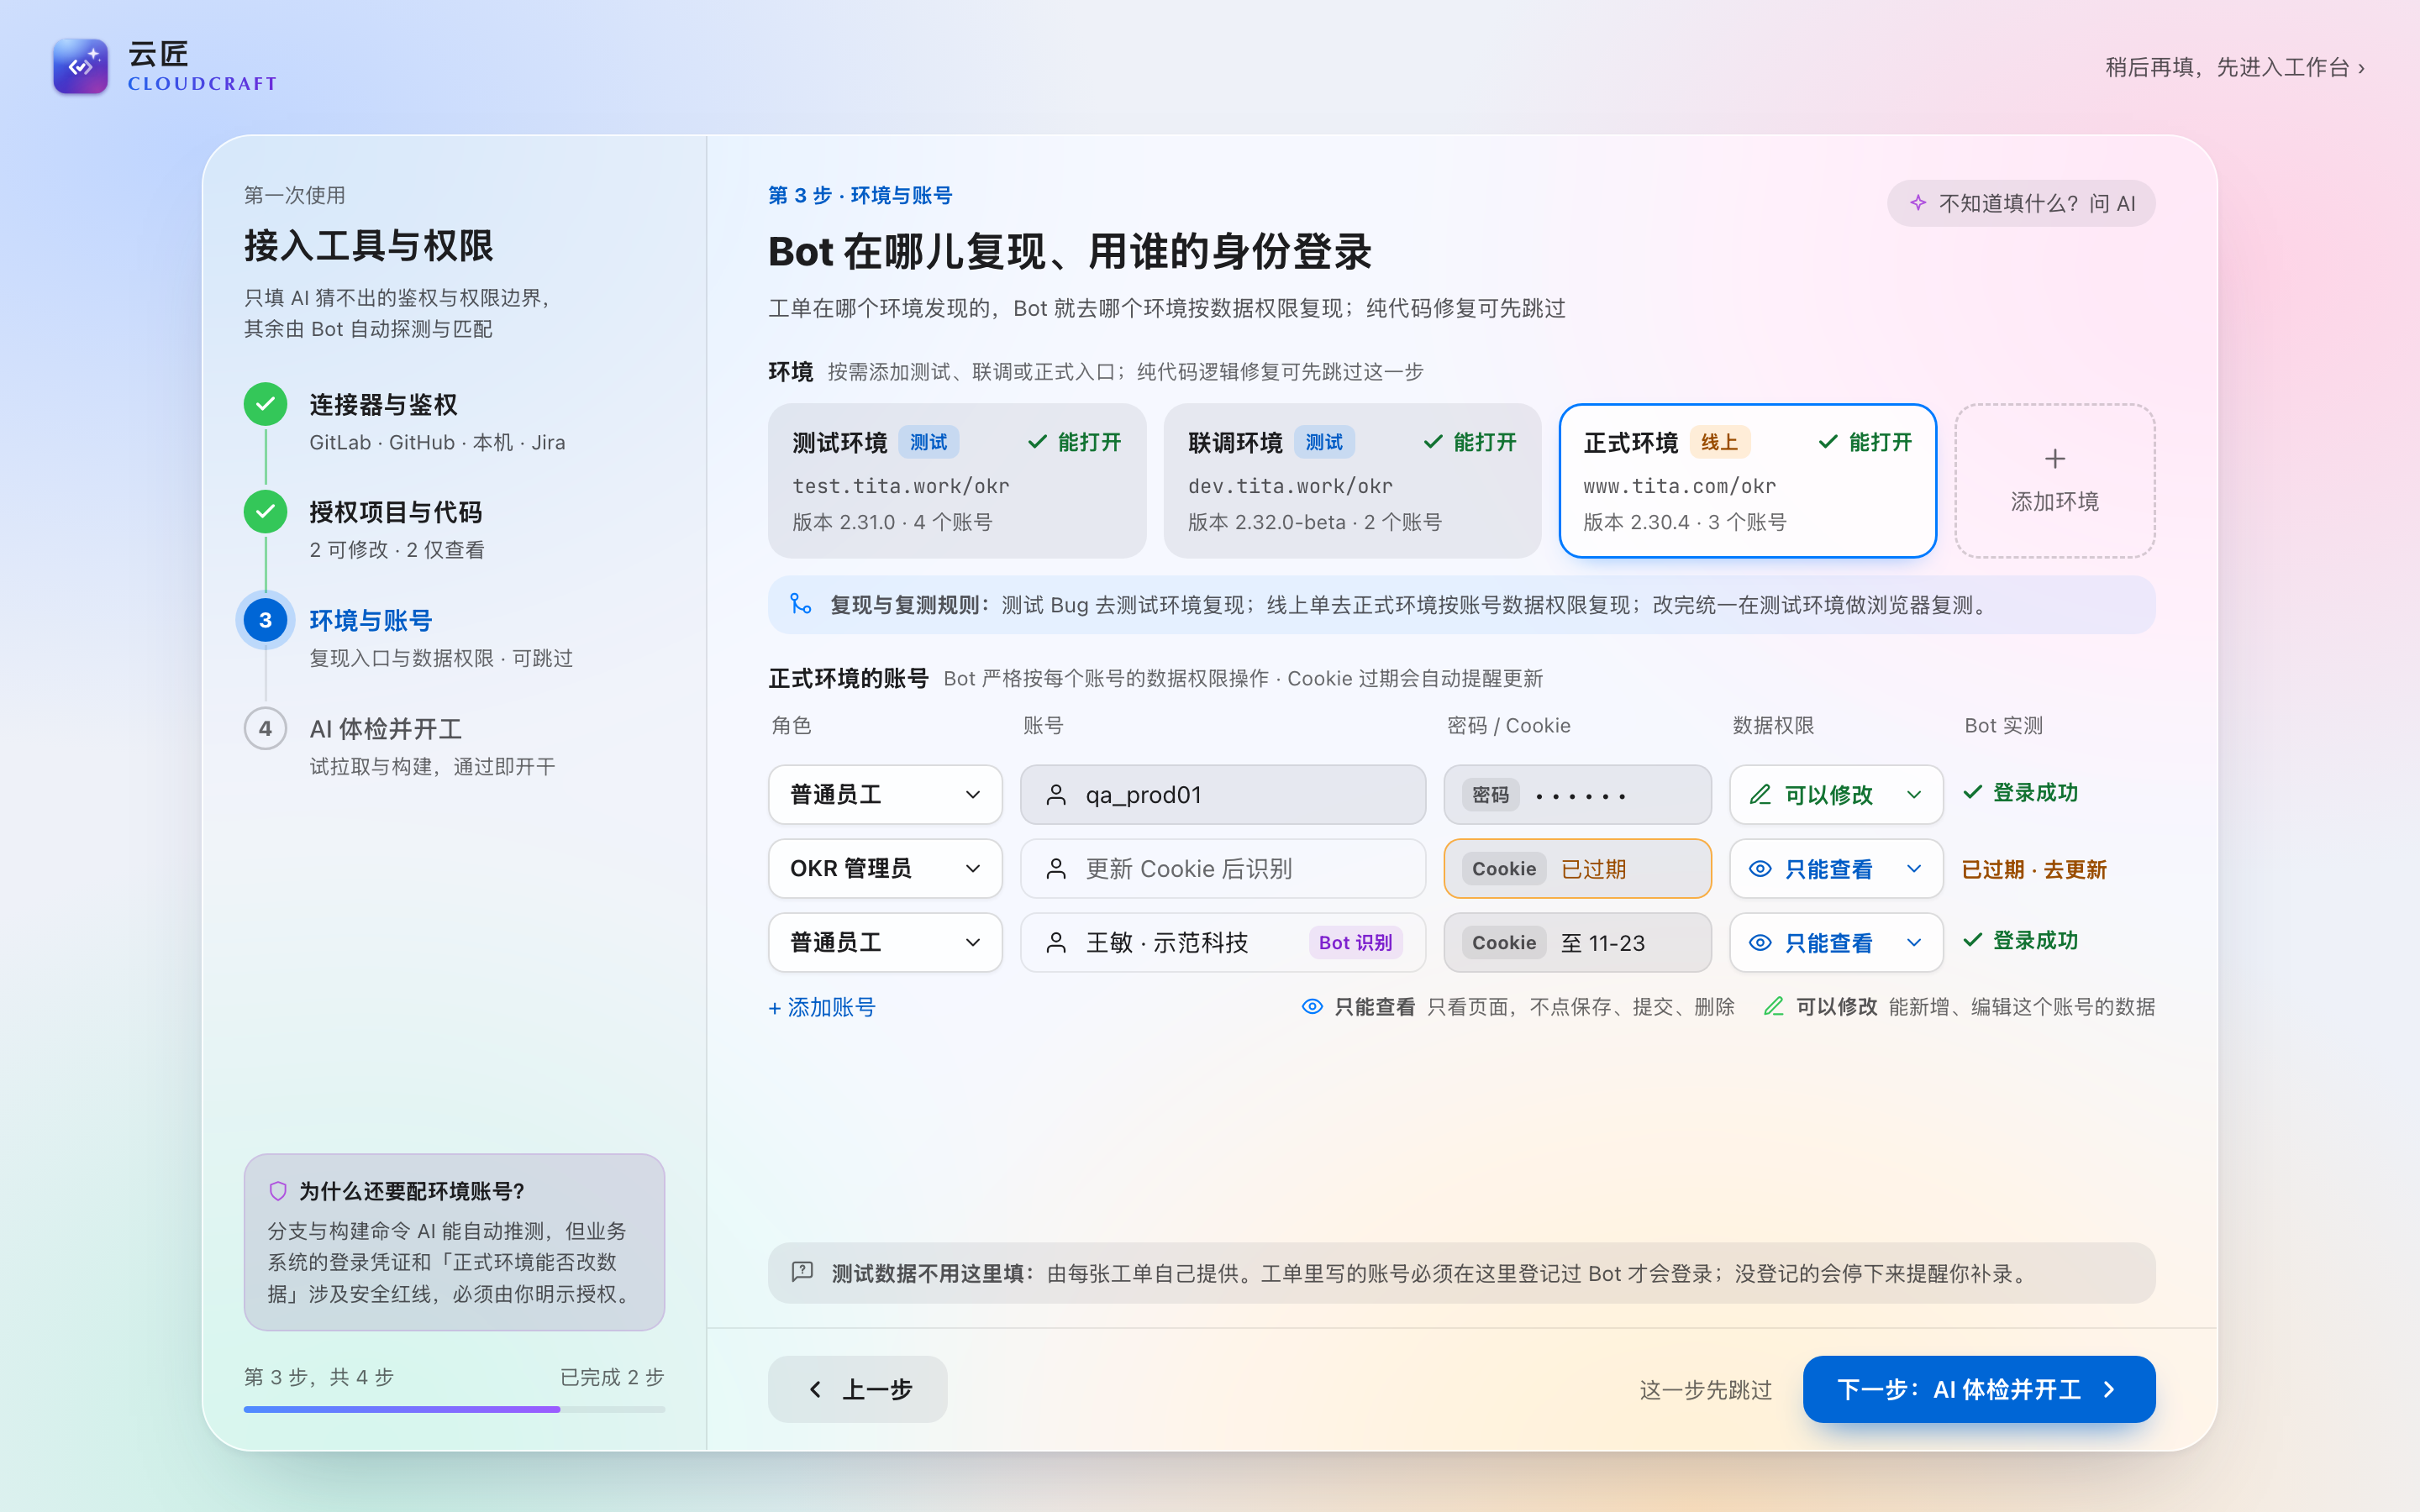 云匠
CLOUDCRAFT
稍后再填，先进入工作台 ›
第一次使用
接入工具与权限
只填 AI 猜不出的鉴权与权限边界，
其余由 Bot 自动探测与匹配
连接器与鉴权
GitLab · GitHub · 本机 · Jira
授权项目与代码
2 可修改 · 2 仅查看
3 环境与账号
复现入口与数据权限 · 可跳过
4 AI 体检并开工
试拉取与构建，通过即开干
为什么还要配环境账号？
分支与构建命令 AI 能自动推测，但业务
系统的登录凭证和「正式环境能否改数
据」涉及安全红线，必须由你明示授权。
第 3 步，共 4 步 已完成 2 步
第 3 步 · 环境与账号
不知道填什么？问 AI
Bot 在哪儿复现、用谁的身份登录
工单在哪个环境发现的，Bot 就去哪个环境按数据权限复现；纯代码修复可先跳过
环境 按需添加测试、联调或正式入口；纯代码逻辑修复可先跳过这一步
测试环境 测试 能打开
test.tita.work/okr
版本 2.31.0 · 4 个账号
联调环境 测试 能打开
dev.tita.work/okr
版本 2.32.0-beta · 2 个账号
正式环境 线上 能打开
www.tita.com/okr
版本 2.30.4 · 3 个账号
添加环境
复现与复测规则：测试 Bug 去测试环境复现；线上单去正式环境按账号数据权限复现；改完统一在测试环境做浏览器复测。
正式环境的账号 Bot 严格按每个账号的数据权限操作 · Cookie 过期会自动提醒更新
角色 账号 密码 / Cookie 数据权限 Bot 实测
普通员工 qa_prod01 密码 •••••• 可以修改 登录成功
OKR 管理员 更新 Cookie 后识别 Cookie 已过期 只能查看 已过期 · 去更新
普通员工 王敏 · 示范科技 Bot 识别 Cookie 至 11-23 只能查看 登录成功
+ 添加账号 只能查看 只看页面，不点保存、提交、删除 可以修改 能新增、编辑这个账号的数据
测试数据不用这里填：由每张工单自己提供。工单里写的账号必须在这里登记过 Bot 才会登录；没登记的会停下来提醒你补录。
上一步 这一步先跳过 下一步：AI 体检并开工